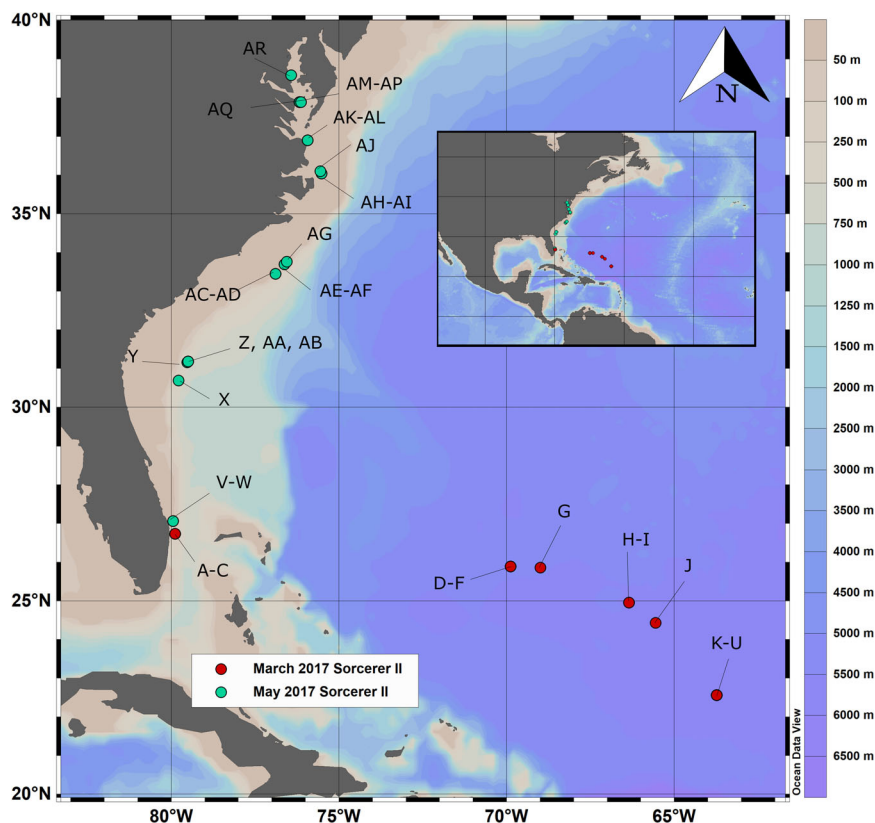 40°N
35°N
30°N
25°N
20°N
80°W
75°W
70°W
65°W
AR
AQ
AM-AP
AK-AL
AJ
AH-AI
AG
AC-AD
AE-AF
Z, AA, AB
Y
X
V-W
A-C
D-F
G
H-I
J
K-U
N
March 2017 Sorcerer II
May 2017 Sorcerer II
Ocean Data View
50 m
100 m
250 m
500 m
750 m
1000 m
1250 m
1500 m
2000 m
2500 m
3000 m
3500 m
4000 m
4500 m
5000 m
5500 m
6000 m
6500 m